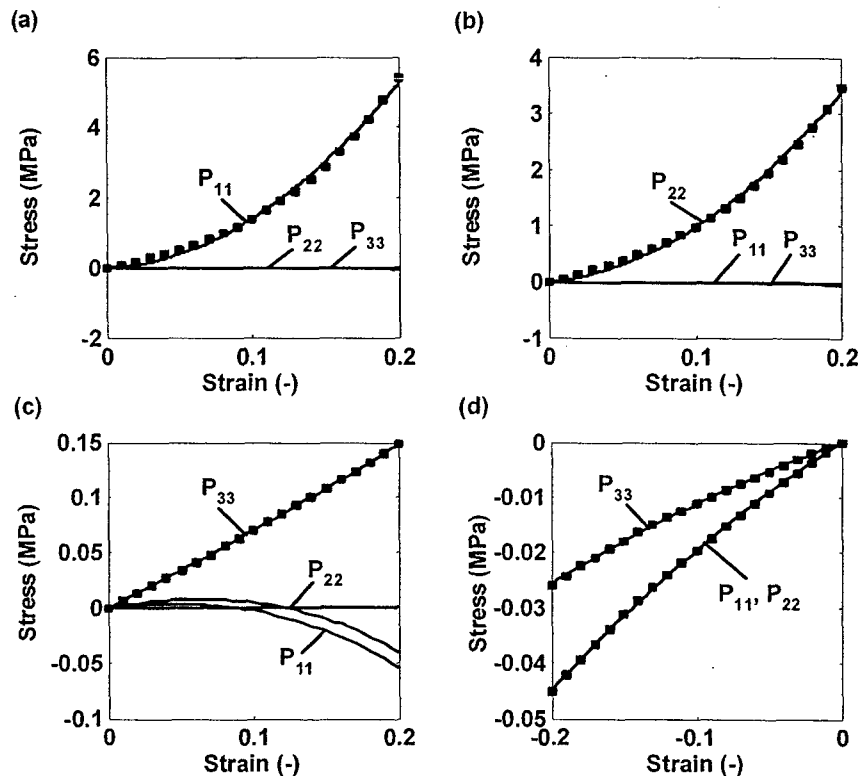 (a)
(b)
6
4
2
0
-2
Stress (MPa)
P11
P22
P33
0
0.1
0.2
Strain (-)
4
3
2
1
0
-1
Stress (MPa)
P22
P11
P33
0
0.1
0.2
Strain (-)
(c)
(d)
0.15
0.1
0.05
0
-0.05
-0.1
Stress (MPa)
P33
P22
P11
0
0.1
0.2
Strain (-)
0
-0.01
-0.02
-0.03
-0.04
-0.05
Stress (MPa)
P33
P11, P22
-0.2
-0.1
0
Strain (-)